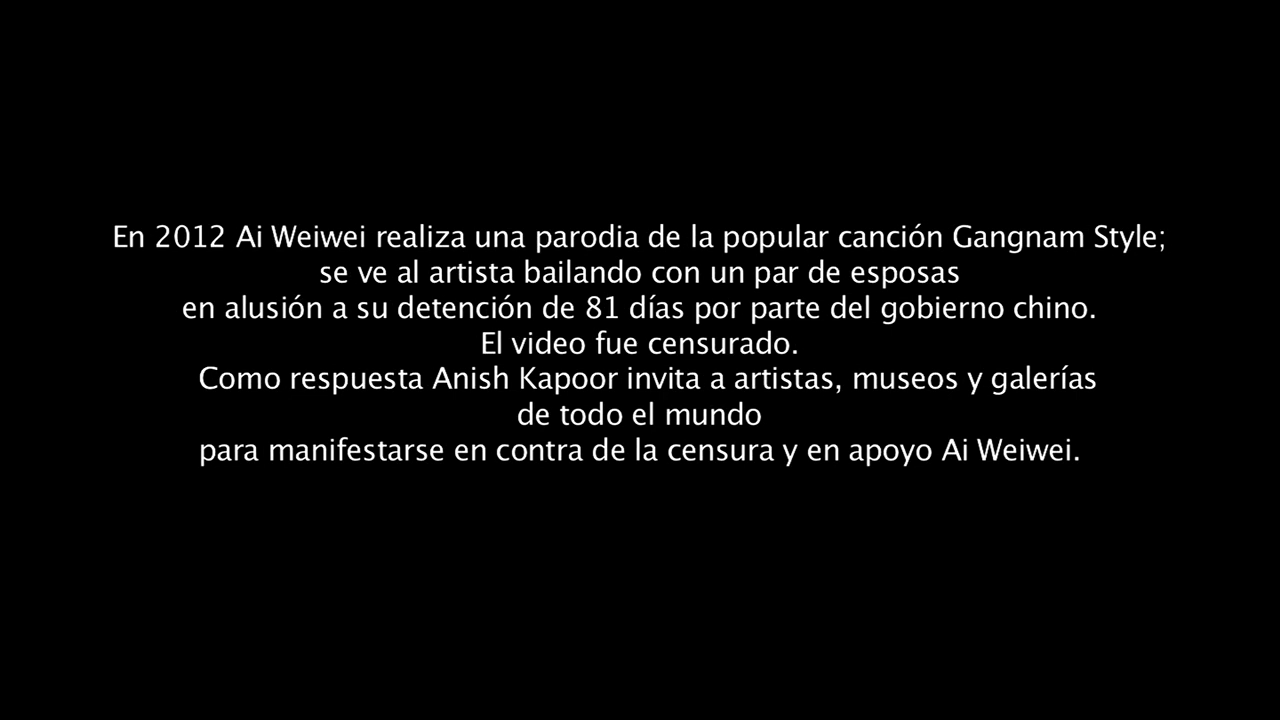 En 2012 Ai Weiwei realiza una parodia de la popular canción Gangnam Style;
se ve al artista bailando con un par de esposas
en alusión a su detención de 81 días por parte del gobierno chino.
El video fue censurado.
Como respuesta Anish Kapoor invita a artistas, museos y galerías
de todo el mundo
para manifestarse en contra de la censura y en apoyo Ai Weiwei.